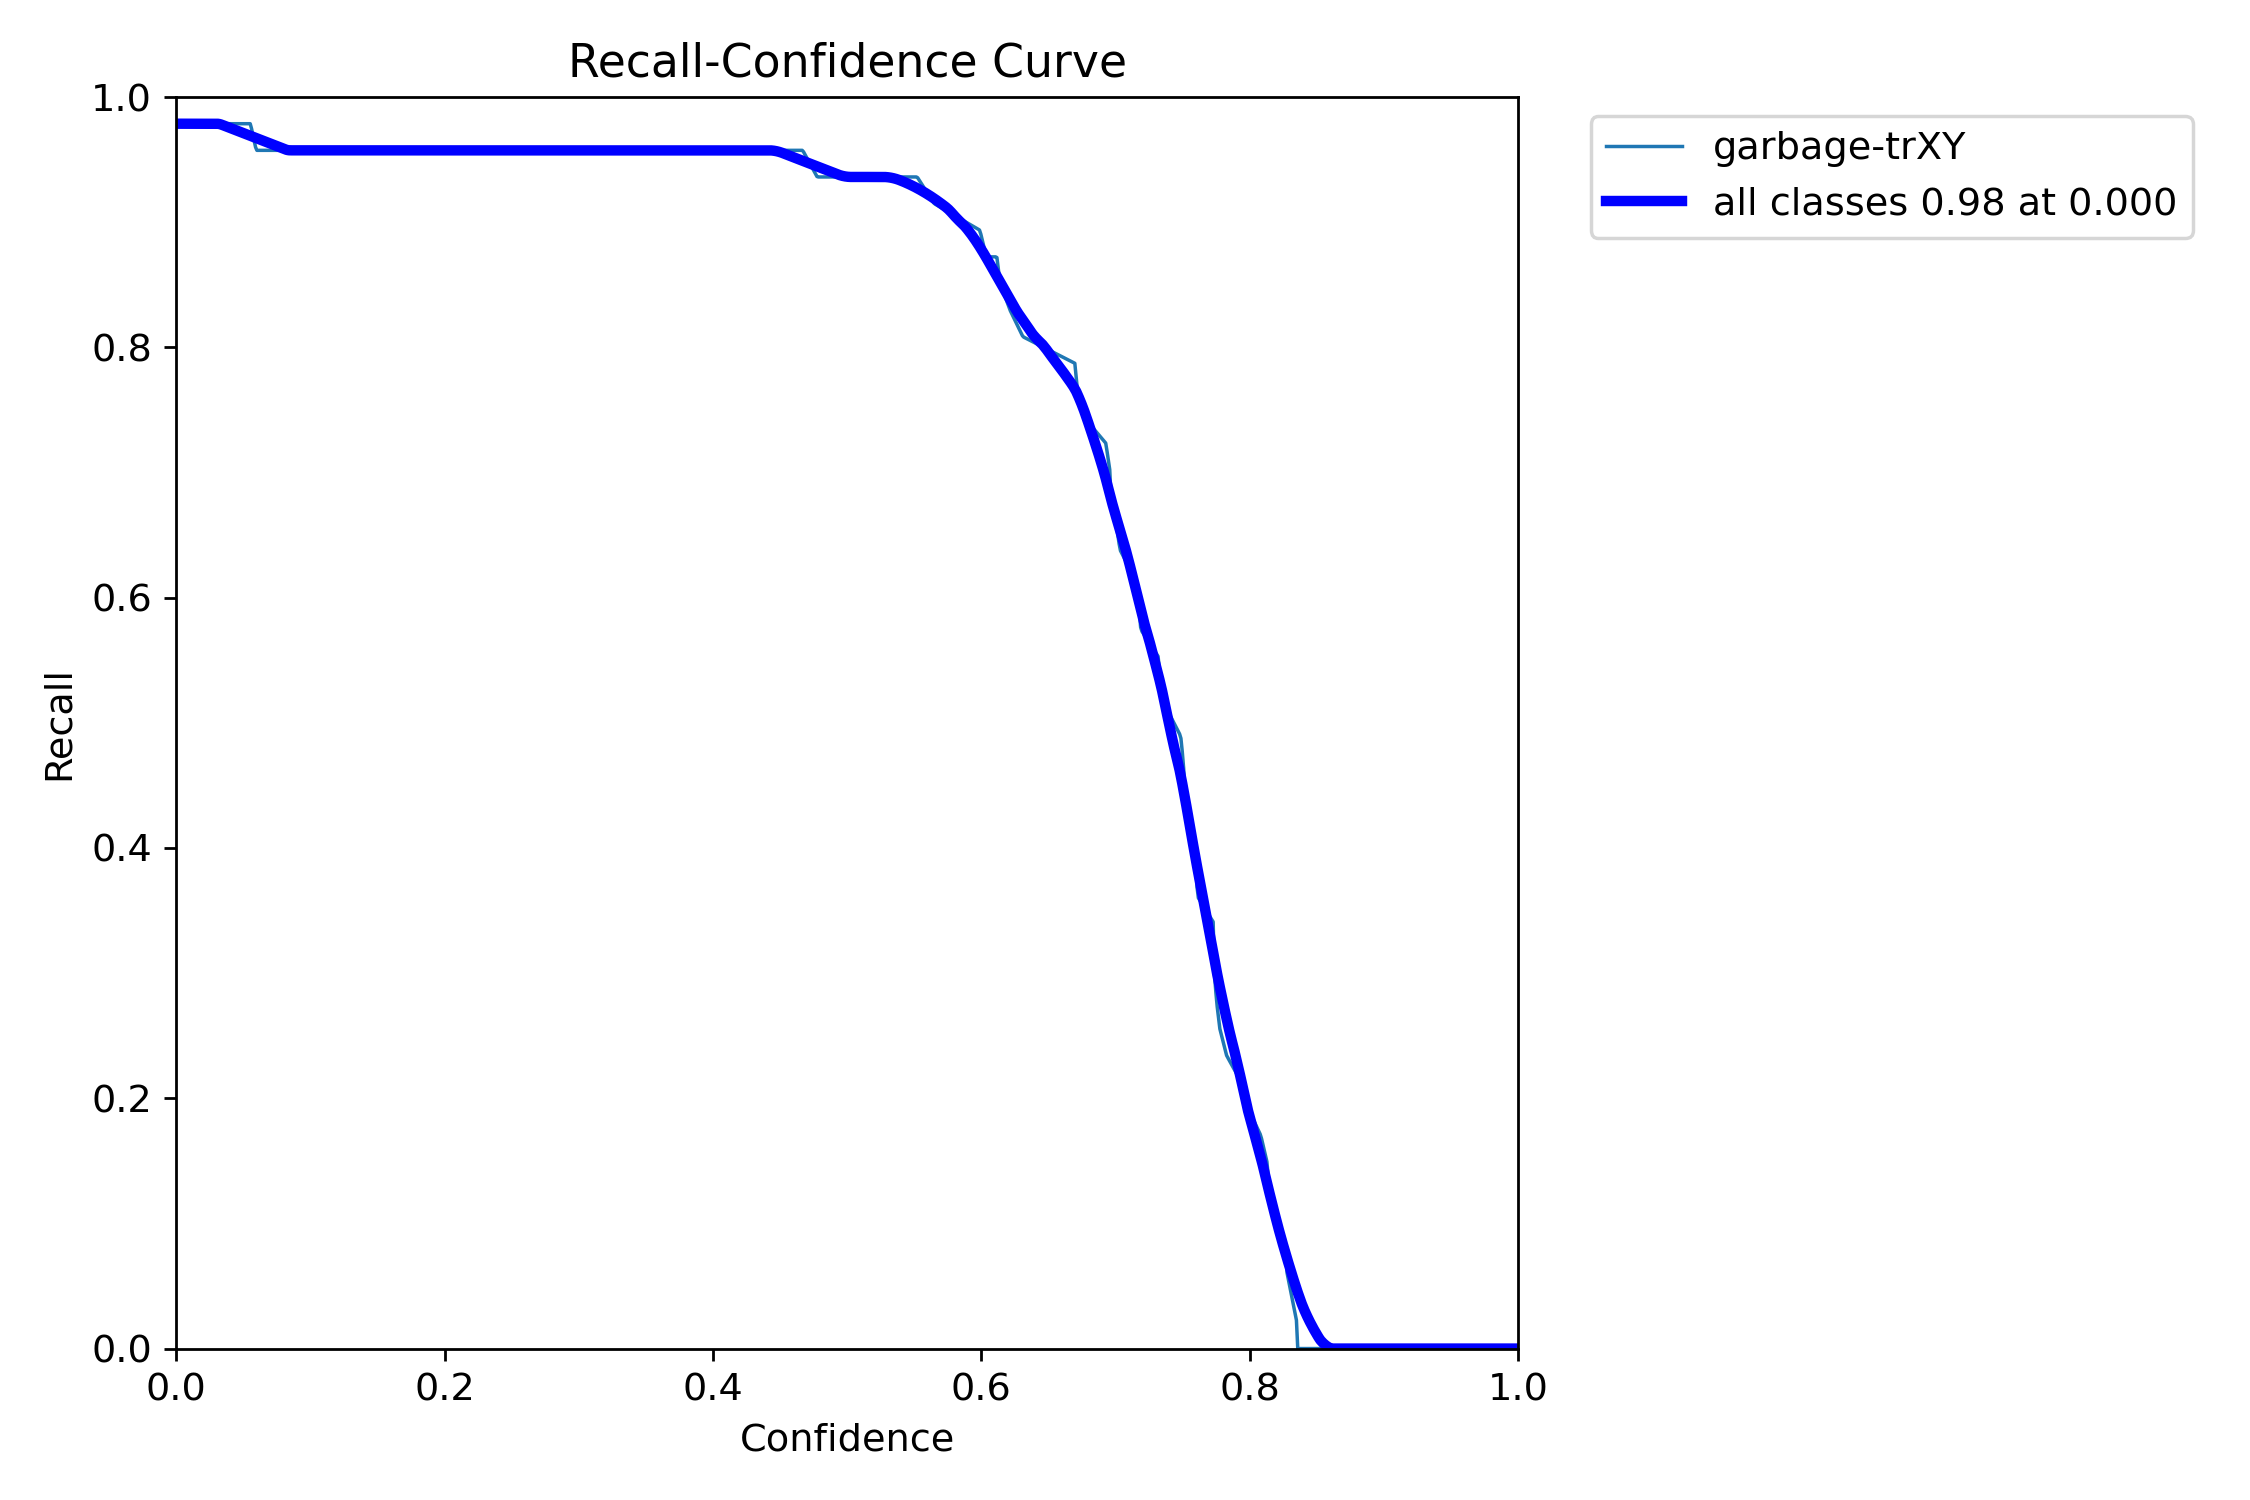 Recall-Confidence Curve
1.0
0.8
0.6
0.4
0.2
0.0
Recall
0.0 0.2 0.4 0.6 0.8 1.0
Confidence
garbage-trXY
all classes 0.98 at 0.000